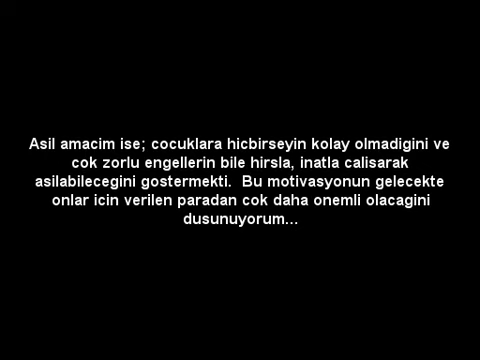 Asil amacim ise; cocuklara hicbirseyin kolay olmadigini ve
cok zorlu engellerin bile hirsla, inatla calisarak
asilabilecegini gostermekti.  Bu motivasyonun gelecekte
onlar icin verilen paradan cok daha onemli olacagini
dusunuyorum...